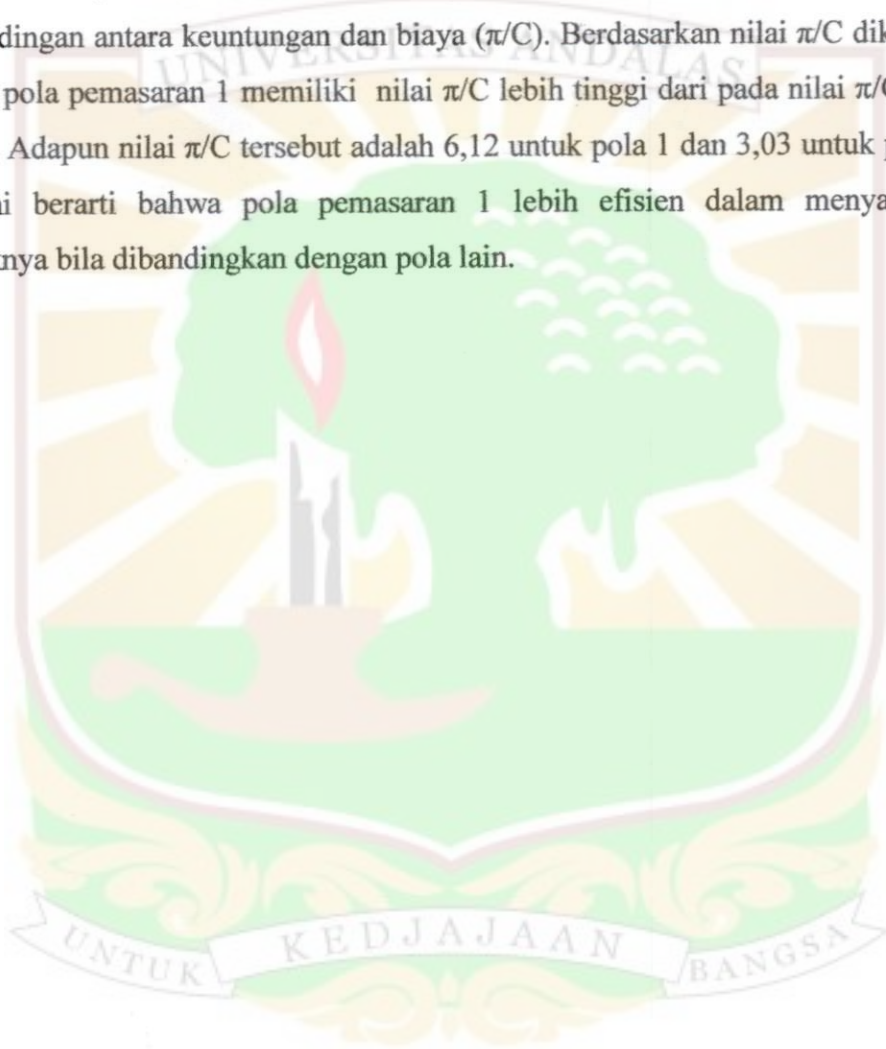 dingan antara keuntungan dan biaya (π/C). Berdasarkan nilai π/C dik
UNIVERSITAS ANDALAS
pola pemasaran 1 memiliki nilai π/C lebih tinggi dari pada nilai π/
Adapun nilai π/C tersebut adalah 6,12 untuk pola 1 dan 3,03 untuk
i berarti bahwa pola pemasaran 1 lebih efisien dalam menya
nya bila dibandingkan dengan pola lain.
UNTUK KEDJAJAAN BANGSA